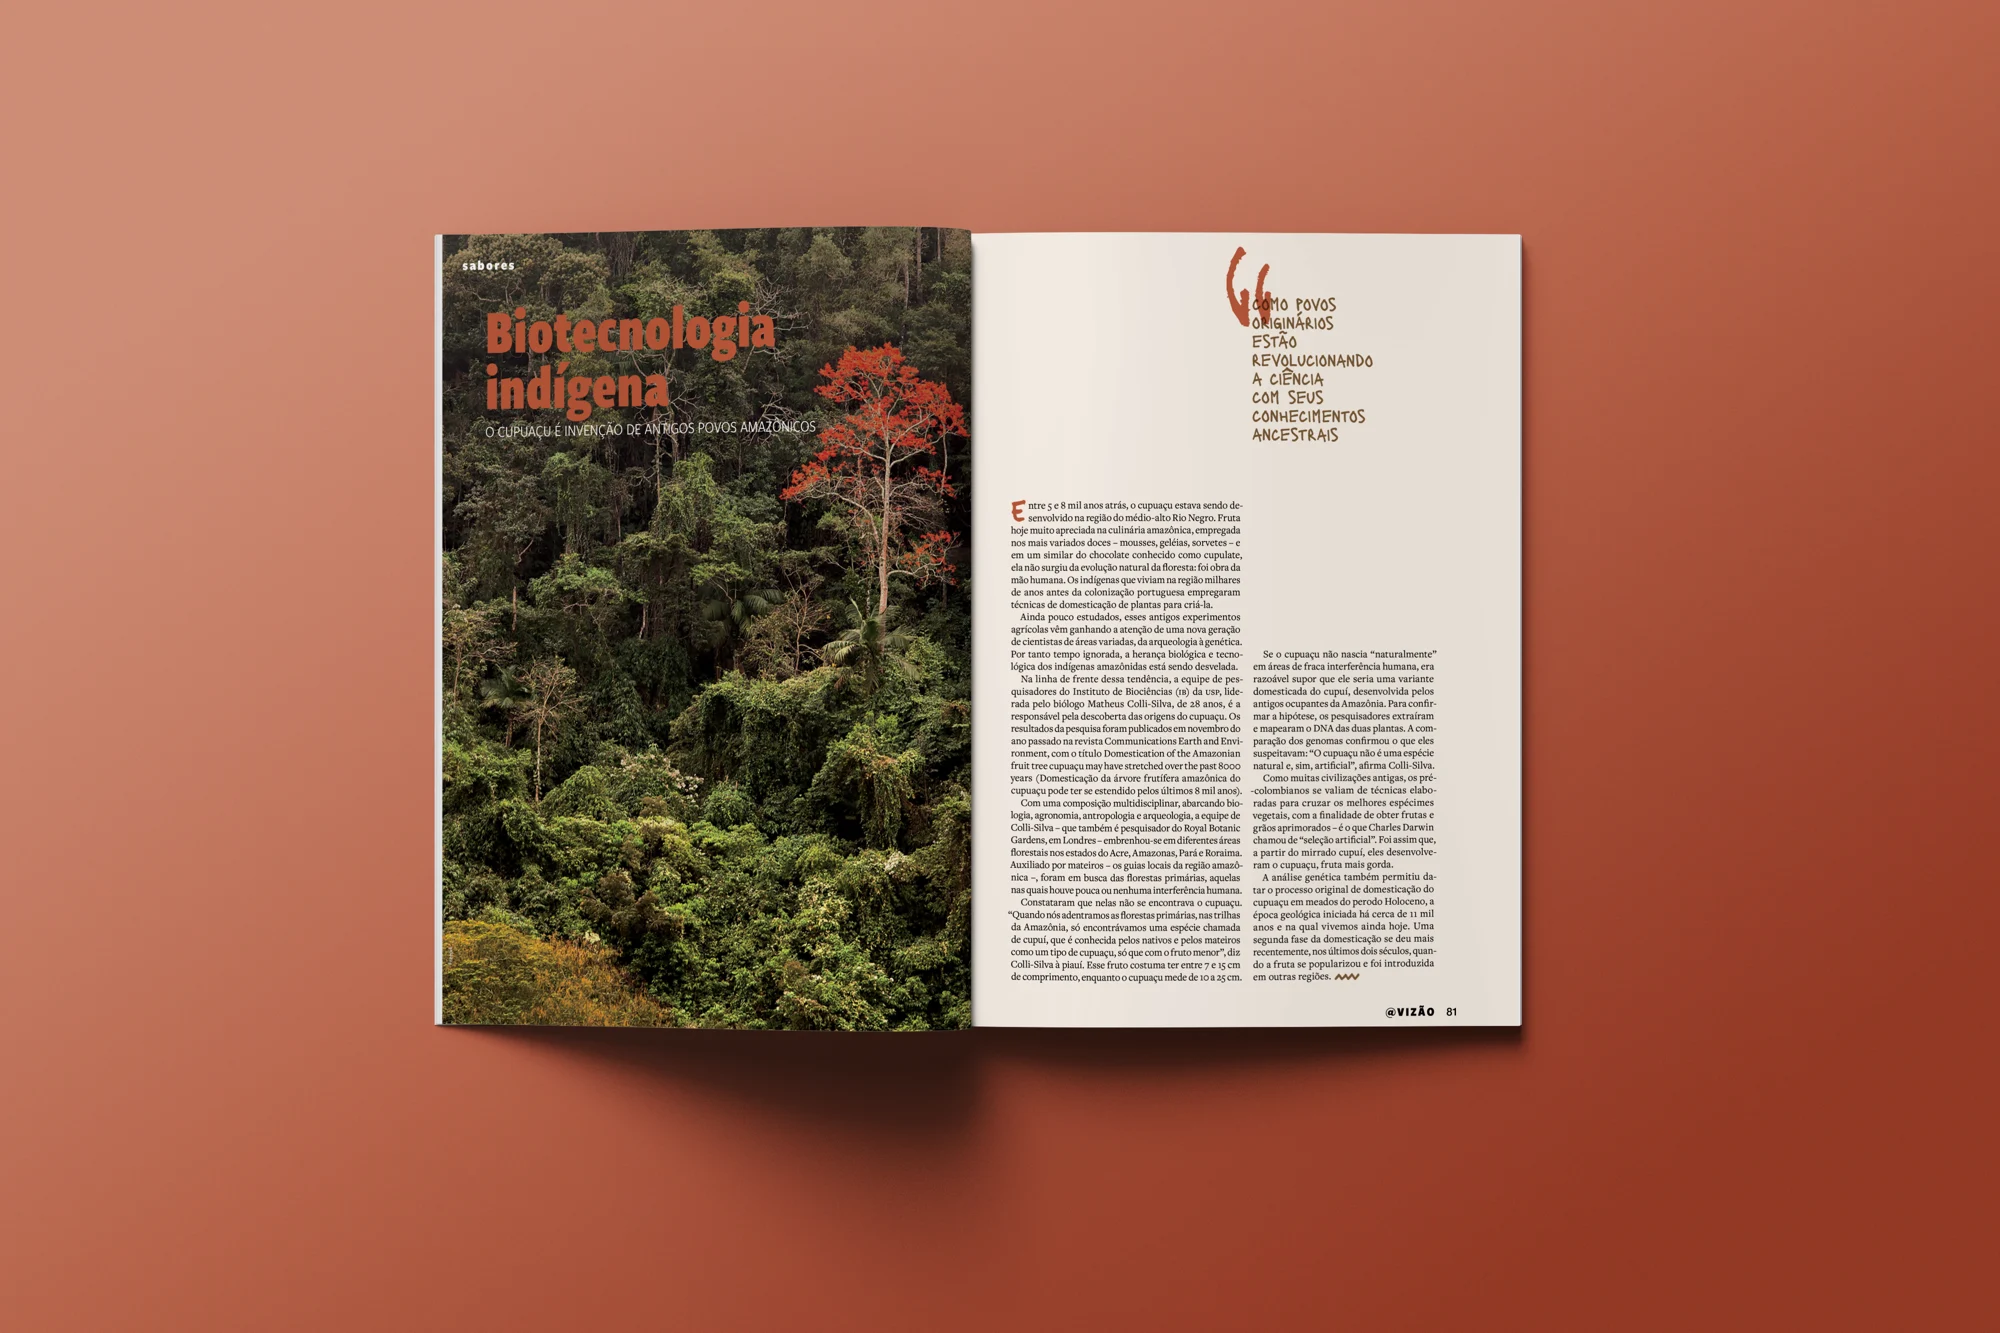 sabores
Biotecnologia
indígena
O CUPUAÇU É INVENÇÃO DE ANTIGOS POVOS AMAZÔNICOS
“
COMO POVOS
ORIGINÁRIOS
ESTÃO
REVOLUCIONANDO
A CIÊNCIA
COM SEUS
CONHECIMENTOS
ANCESTRAIS
Entre 5 e 8 mil anos atrás, o cupuaçu estava sendo de-
senvolvido na região do médio-alto Rio Negro. Fruta
hoje muito apreciada na culinária amazônica, empregada
nos mais variados doces – mousses, geléias, sorvetes – e
em um similar do chocolate conhecido como cupulate,
ela não surgiu da evolução natural da floresta: foi obra da
mão humana. Os indígenas que viviam na região milhares
de anos antes da colonização portuguesa empregaram
técnicas de domesticação de plantas para criá-la.
Ainda pouco estudados, esses antigos experimentos
agrícolas vêm ganhando a atenção de uma nova geração
de cientistas de áreas variadas, da arqueologia à genética.
Por tanto tempo ignorada, a herança biológica e tecno-
lógica dos indígenas amazônidas está sendo desvelada.
Na linha de frente dessa tendência, a equipe de pes-
quisadores do Instituto de Biociências (IB) da USP, lide-
rada pelo biólogo Matheus Colli-Silva, de 28 anos, é a
responsável pela descoberta das origens do cupuaçu. Os
resultados da pesquisa foram publicados em novembro do
ano passado na revista Communications Earth and Envi-
ronment, com o título Domestication of the Amazonian
fruit tree cupuaçu may have stretched over the past 8000
years (Domesticação da árvore frutífera amazônica do
cupuaçu pode ter se estendido pelos últimos 8 mil anos).
Com uma composição multidisciplinar, abarcando bio-
logia, agronomia, antropologia e arqueologia, a equipe de
Colli-Silva – que também é pesquisador do Royal Botanic
Gardens, em Londres – embrenhou-se em diferentes áreas
florestais nos estados do Acre, Amazonas, Pará e Roraima.
Auxiliado por mateiros – os guias locais da região amazô-
nica –, foram em busca das florestas primárias, aquelas
nas quais houve pouca ou nenhuma interferência humana.
Constataram que nelas não se encontrava o cupuaçu.
“Quando nós adentramos as florestas primárias, nas trilhas
da Amazônia, só encontrávamos uma espécie chamada
de cupuí, que é conhecida pelos nativos e pelos mateiros
como um tipo de cupuaçu, só que com o fruto menor”, diz
Colli-Silva à piauí. Esse fruto costuma ter entre 7 e 15 cm
de comprimento, enquanto o cupuaçu mede de 10 a 25 cm.
Se o cupuaçu não nascia “naturalmente”
em áreas de fraca interferência humana, era
razoável supor que ele seria uma variante
domesticada do cupuí, desenvolvida pelos
antigos ocupantes da Amazônia. Para confir-
mar a hipótese, os pesquisadores extraíram
e mapearam o DNA das duas plantas. A com-
paração dos genomas confirmou o que eles
suspeitavam: “O cupuaçu não é uma espécie
natural e, sim, artificial”, afirma Colli-Silva.
Como muitas civilizações antigas, os pré-
-colombianos se valiam de técnicas elabo-
radas para cruzar os melhores espécimes
vegetais, com a finalidade de obter frutas e
grãos aprimorados – é o que Charles Darwin
chamou de “seleção artificial”. Foi assim que,
a partir do mirrado cupuí, eles desenvolve-
ram o cupuaçu, fruta mais gorda.
A análise genética também permitiu da-
tar o processo original de domesticação do
cupuaçu em meados do perodo Holoceno, a
época geológica iniciada há cerca de 11 mil
anos e na qual vivemos ainda hoje. Uma
segunda fase da domesticação se deu mais
recentemente, nos últimos dois séculos, quan-
do a fruta se popularizou e foi introduzida
em outras regiões.
@VIZÃO 81